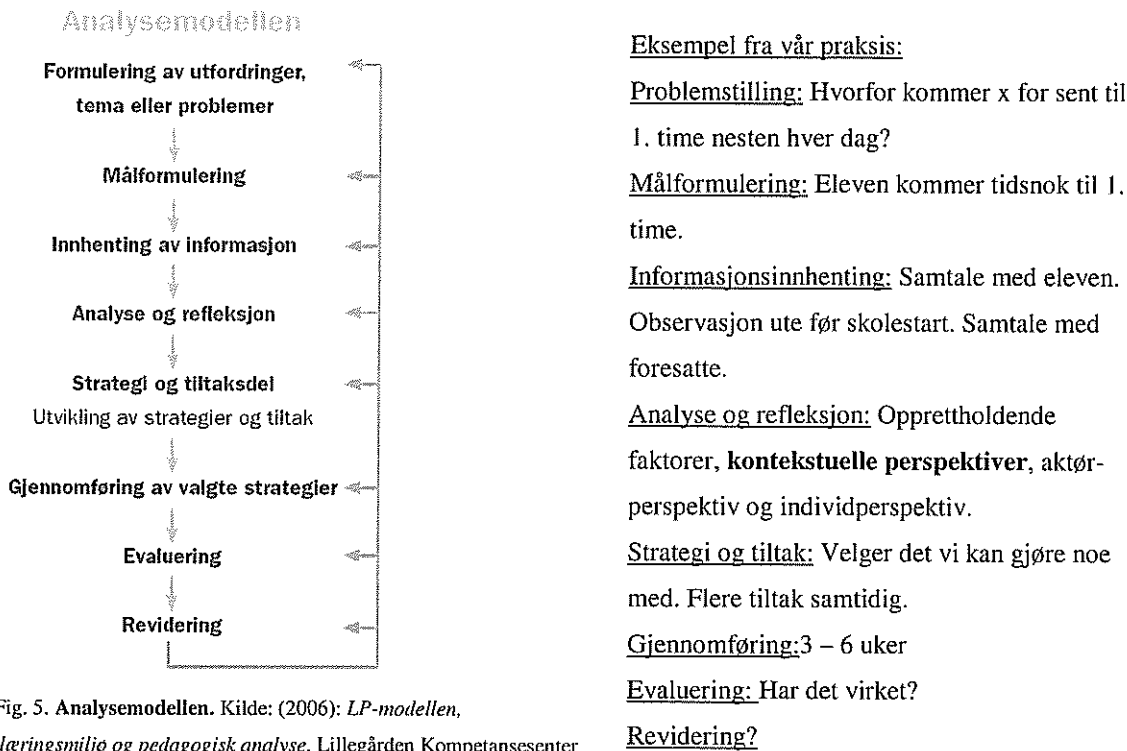 Analysemodellen
Formulering av utfordringer,
tema eller problemer
Målformulering
Innhenting av informasjon
Analyse og refleksjon
Strategi og tiltaksdel
Utvikling av strategier og tiltak
Gjennomføring av valgte strategier
Evaluering
Revidering
Fig. 5. Analysemodellen. Kilde: (2006): LP-modellen,
læringsmiljø og pedagogisk analyse. Lillegården Kompetansesenter
Eksempel fra vår praksis:
Problemstilling: Hvorfor kommer x for sent til
1. time nesten hver dag?
Målformulering: Eleven kommer tidsnok til 1.
time.
Informasjonsinnhenting: Samtale med eleven.
Observasjon ute før skolestart. Samtale med
foresatte.
Analyse og refleksjon: Opprettholdende
faktorer, kontekstuelle perspektiver, aktør-
perspektiv og individperspektiv.
Strategi og tiltak: Velger det vi kan gjøre noe
med. Flere tiltak samtidig.
Gjennomføring:3 – 6 uker
Evaluering: Har det virket?
Revidering?